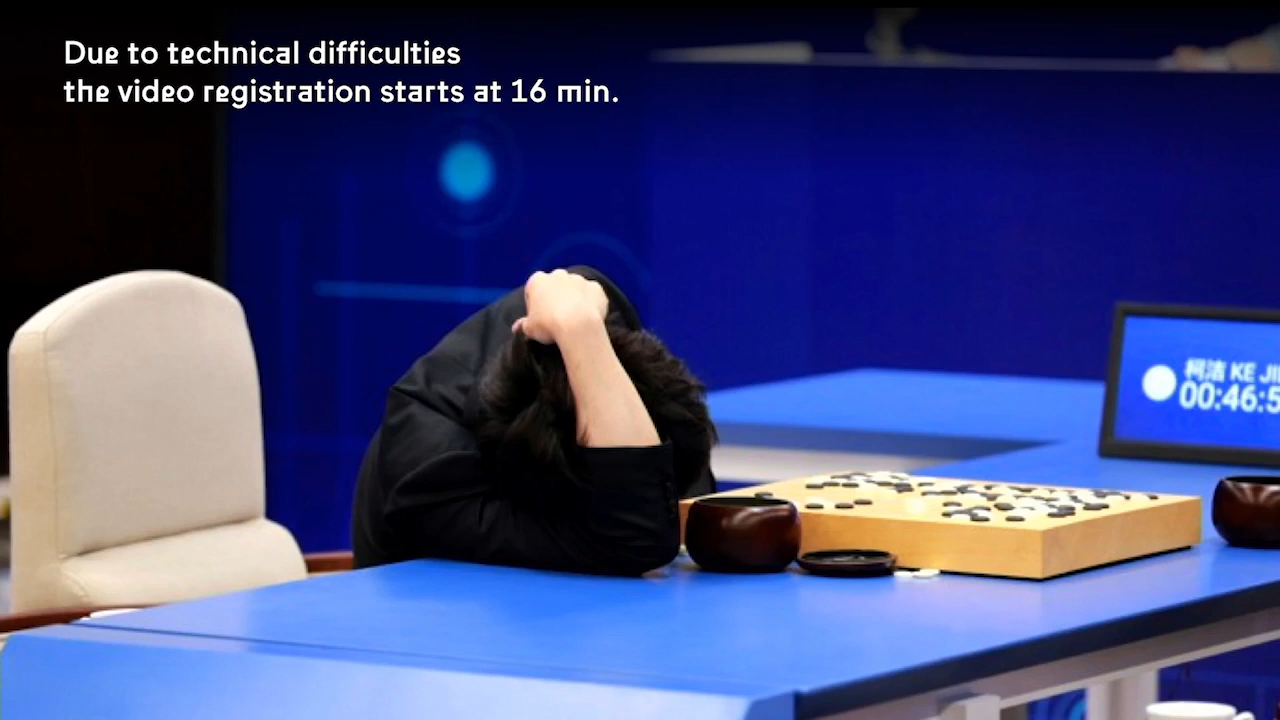 Due to technical difficulties
the video registration starts at 16 min.
柯洁 KE JI
00:46:5